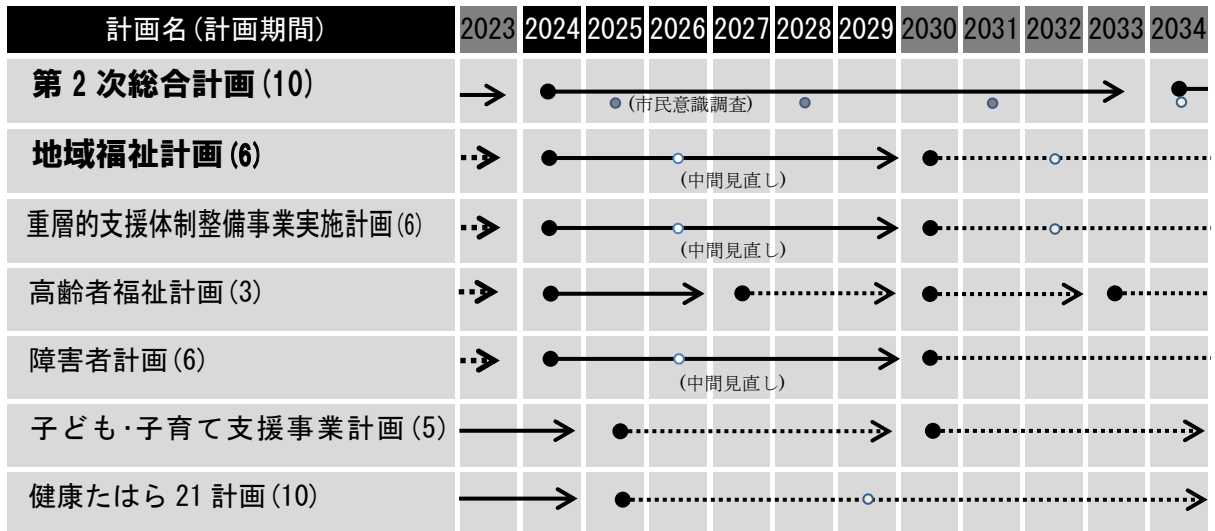 計画名(計画期間) 2023 2024 2025 2026 2027 2028 2029 2030 2031 2032 2033 2034
第2次総合計画(10)
(市民意識調査)
地域福祉計画(6)
(中間見直し)
重層的支援体制整備事業実施計画(6)
(中間見直し)
高齢者福祉計画(3)
障害者計画(6)
(中間見直し)
子ども・子育て支援事業計画(5)
健康たはら21計画(10)